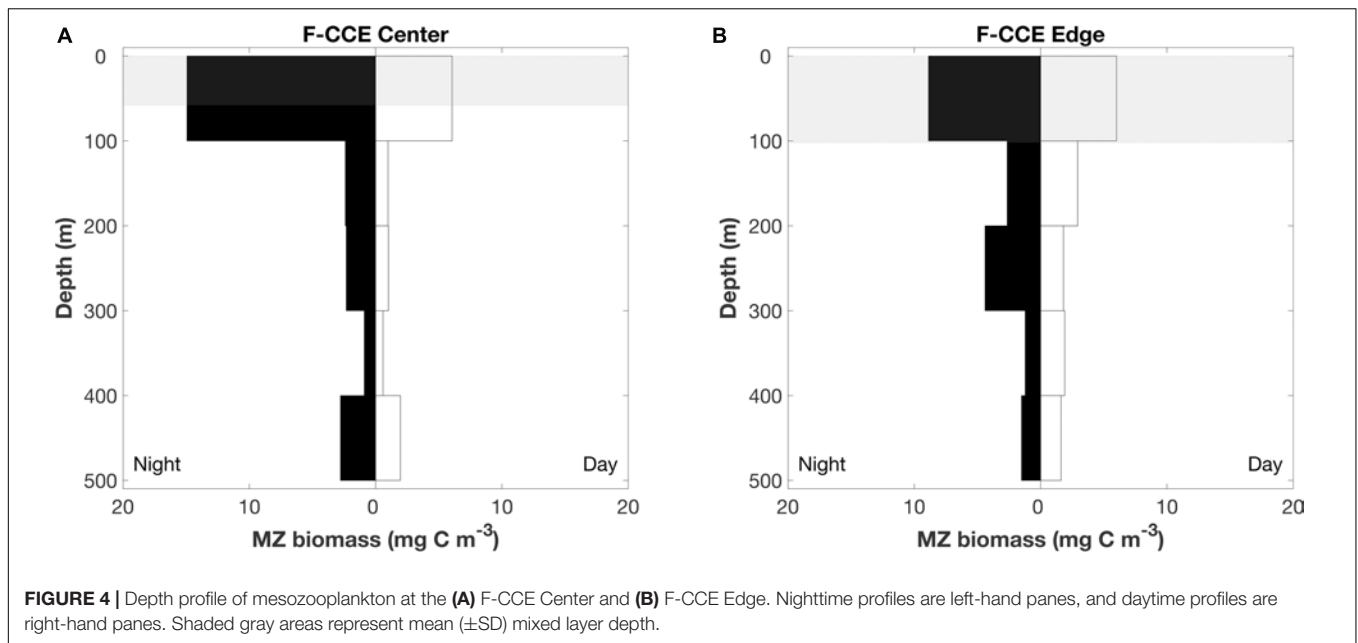 A
F-CCE Center
0
100
200
300
400
500
Depth (m)
Night
Day
20
10
0
10
20
MZ biomass (mg C m⁻³)
B
F-CCE Edge
0
100
200
300
400
500
Depth (m)
Night
Day
20
10
0
10
20
MZ biomass (mg C m⁻³)
FIGURE 4 | Depth profile of mesozooplankton at the (A) F-CCE Center and (B) F-CCE Edge. Nighttime profiles are left-hand panes, and daytime profiles are
right-hand panes. Shaded gray areas represent mean (±SD) mixed layer depth.